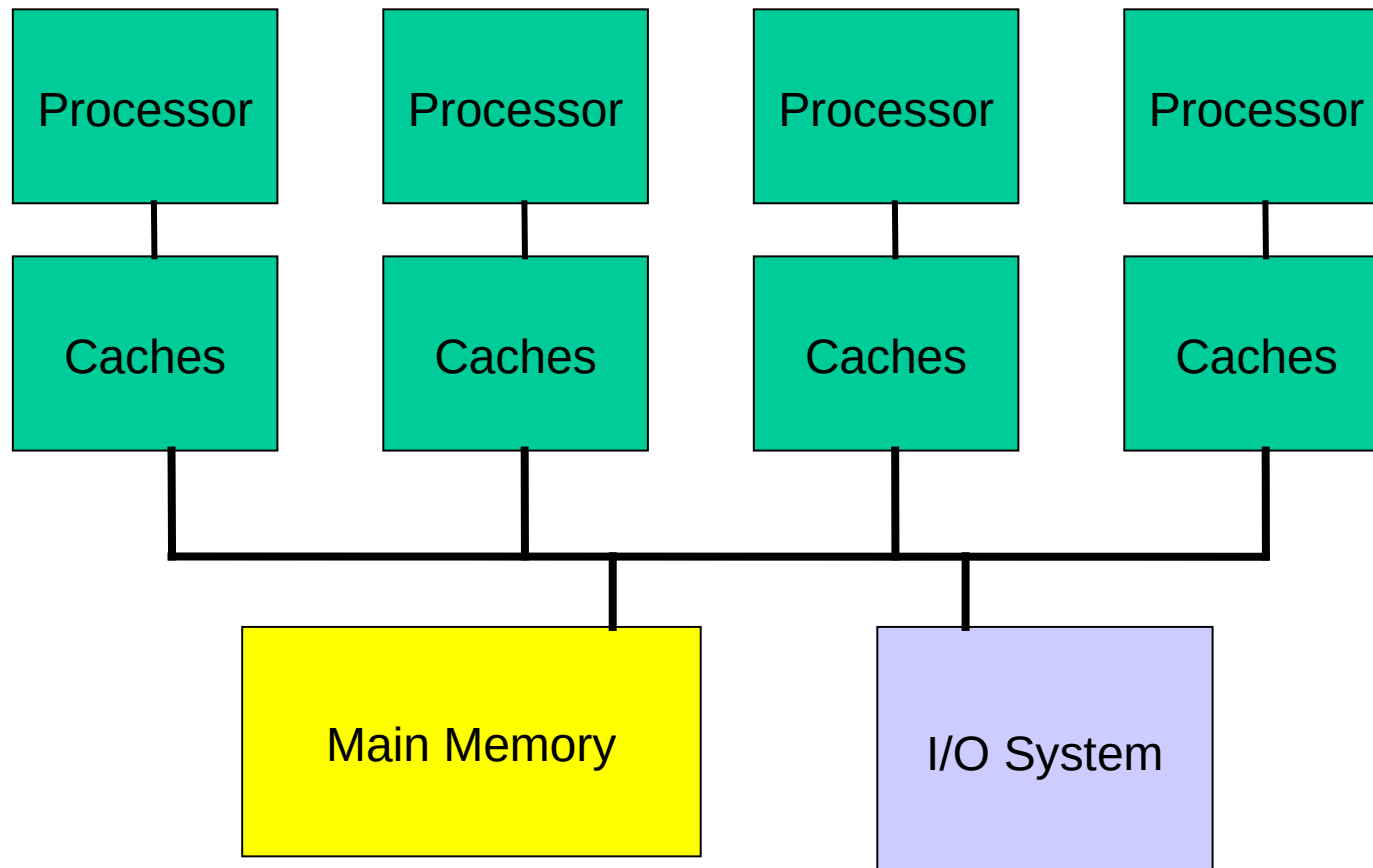 Processor
Processor
Processor
Processor
Caches
Caches
Caches
Caches
Main Memory
I/O System